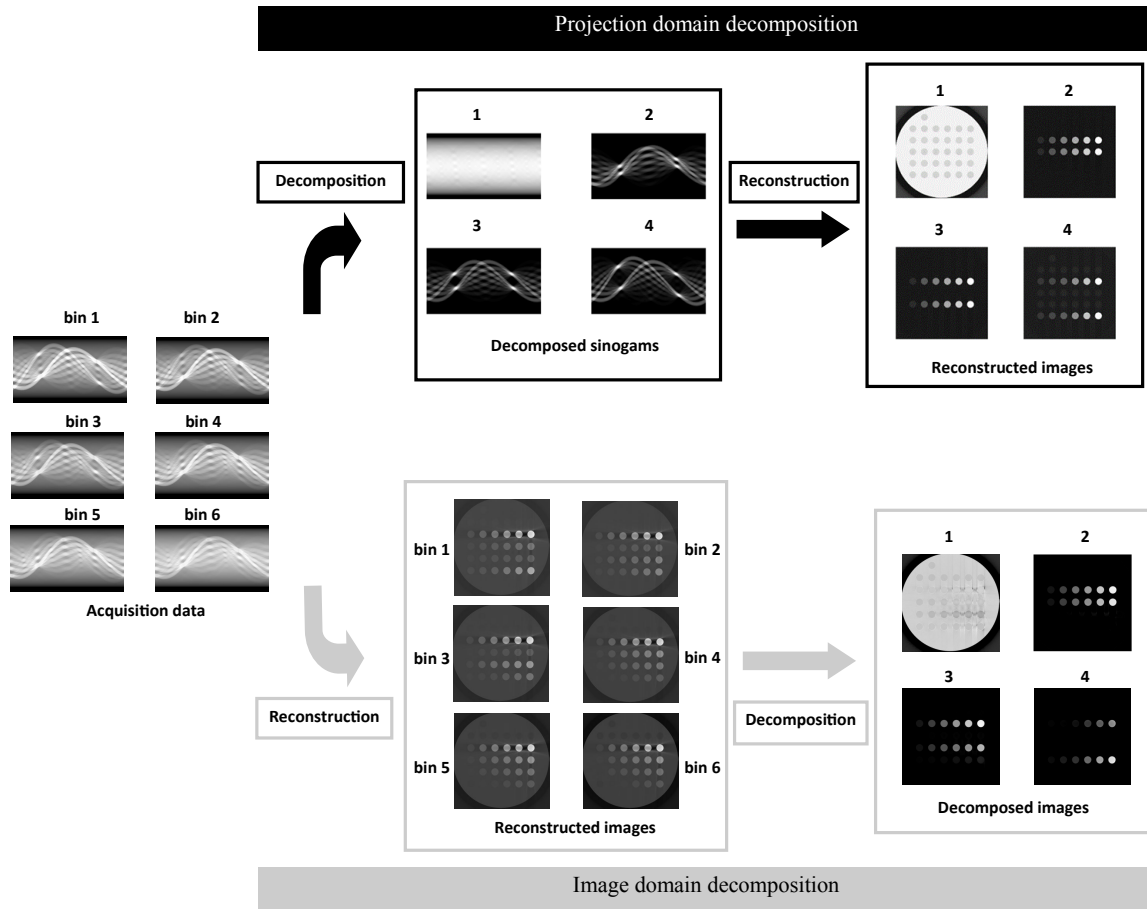 Projection domain decomposition
1
2
Decomposition
3
4
Decomposed sinogams
Reconstruction
1
2
3
4
Reconstructed images
bin 1
bin 2
bin 3
bin 4
bin 5
bin 6
Acquisition data
Reconstruction
bin 1
bin 2
bin 3
bin 4
bin 5
bin 6
Reconstructed images
Decomposition
1
2
3
4
Decomposed images
Image domain decomposition